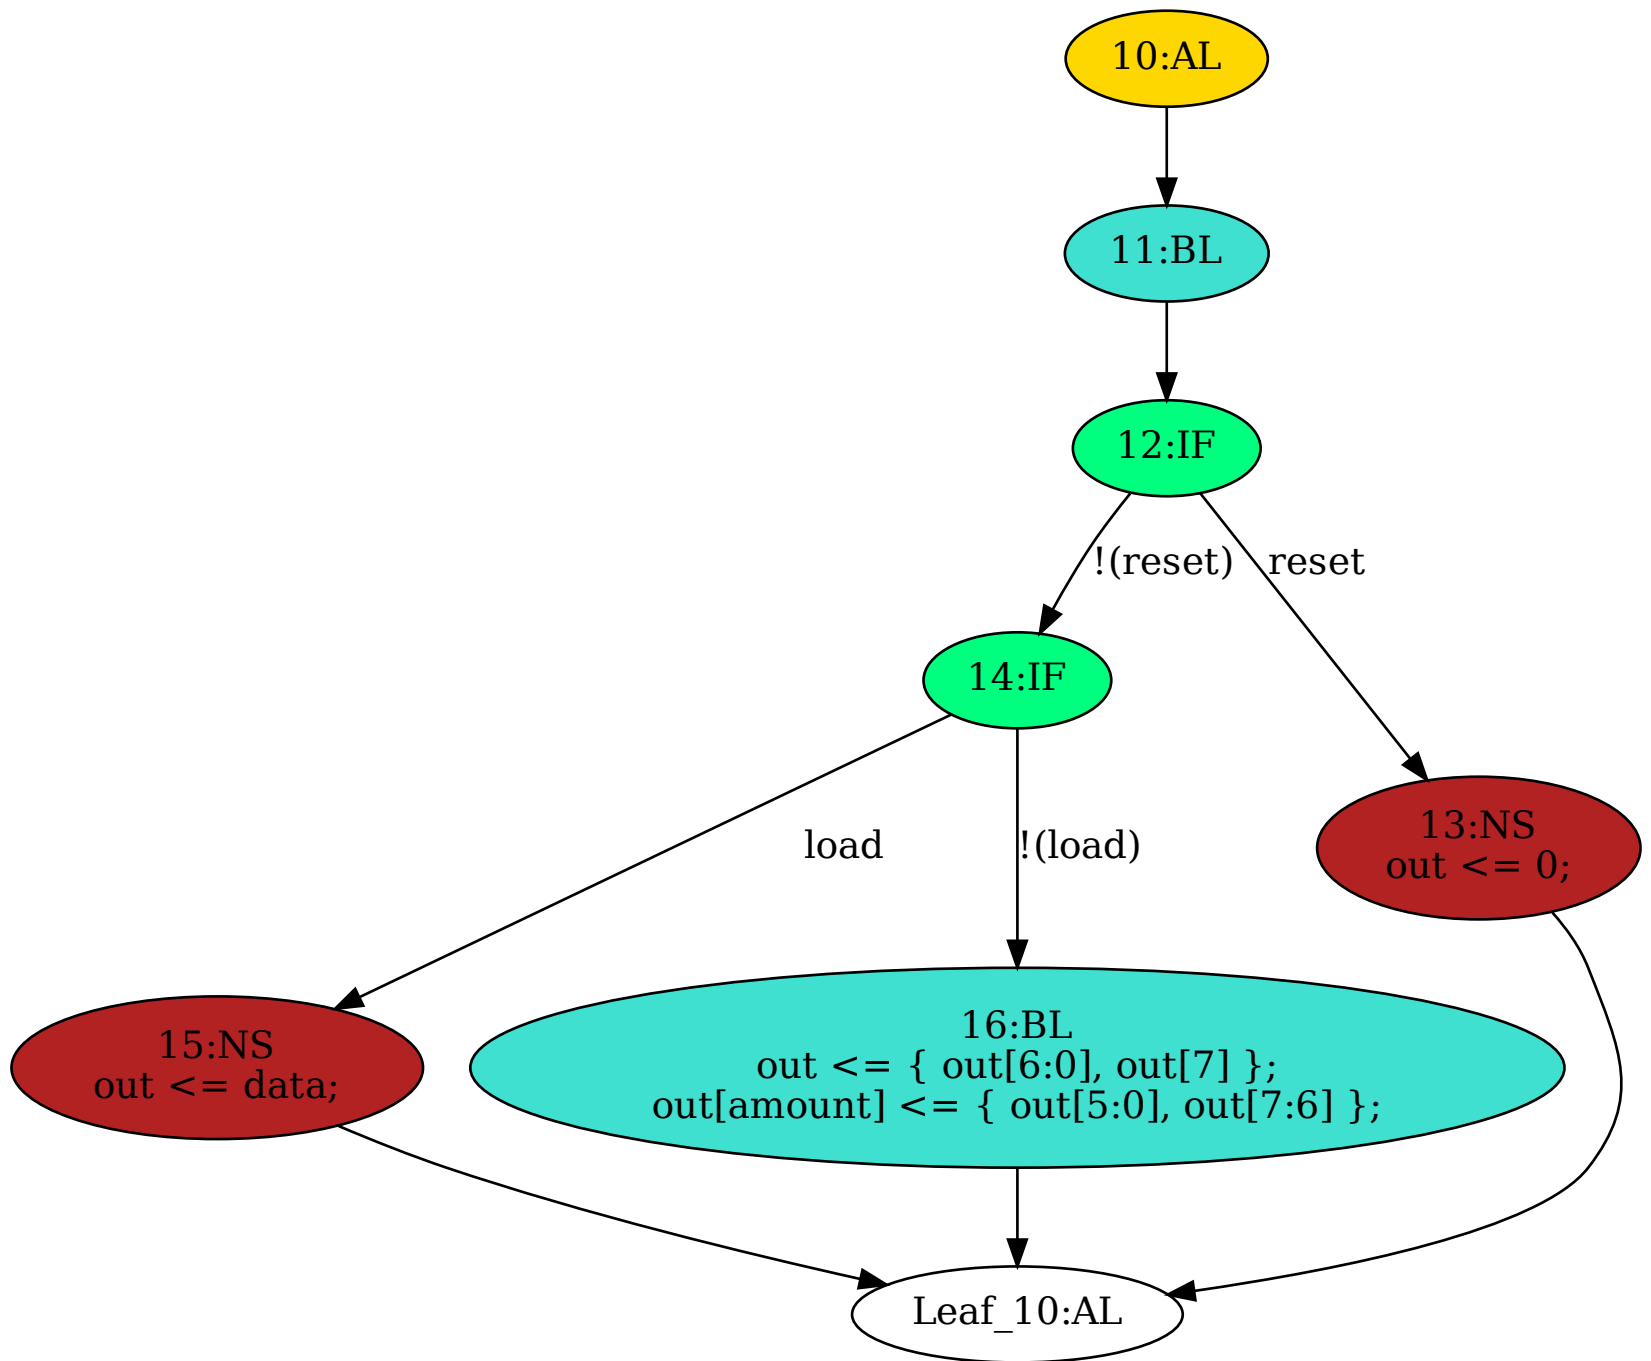 10:AL
11:BL
12:IF
!(reset)
reset
14:IF
load
!(load)
13:NS
out <= 0;
15:NS
out <= data;
16:BL
out <= { out[6:0], out[7] };
out[amount] <= { out[5:0], out[7:6] };
Leaf_10:AL